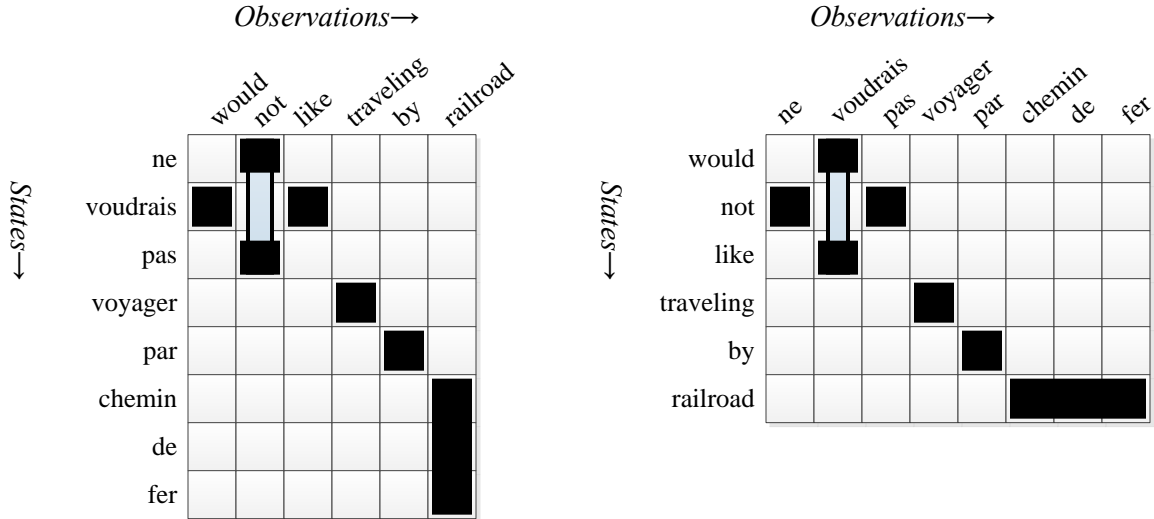 Observations→
would not like traveling by railroad
States→
ne
voudrais
pas
voyager
par
chemin
de
fer
Observations→
ne voudrais pas voyager par chemin de fer
States→
would
not
like
traveling
by
railroad